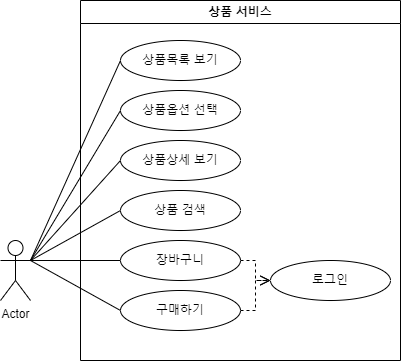 상품 서비스
상품목록 보기
상품옵션 선택
상품상세 보기
상품 검색
장바구니
로그인
구매하기
Actor